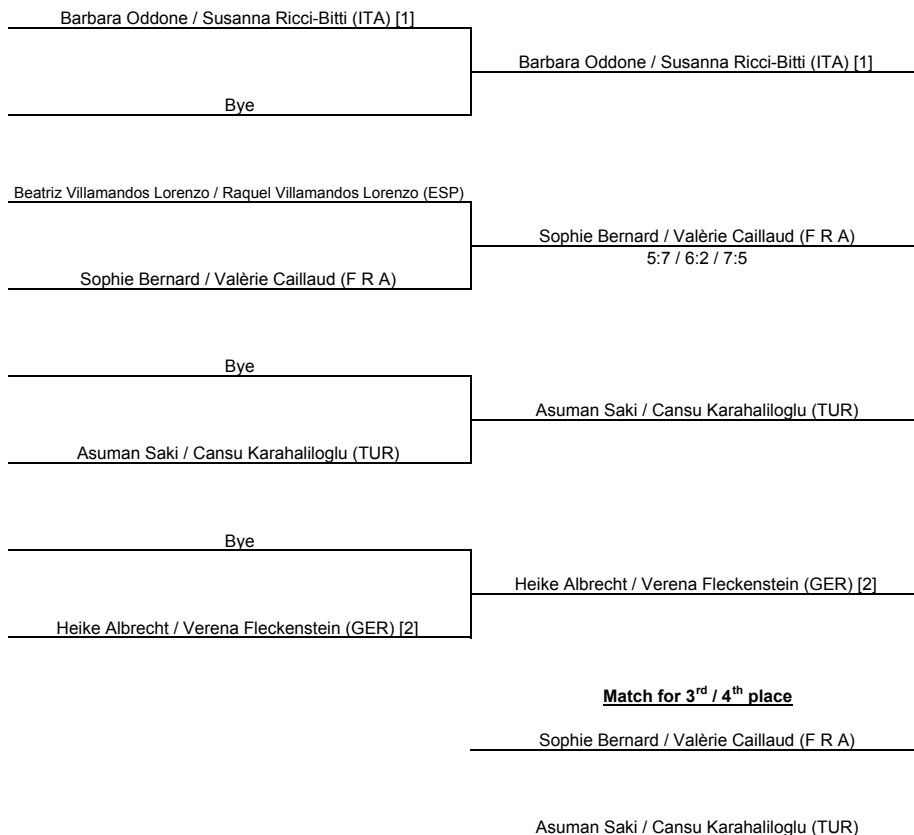 Barbara Oddone / Susanna Ricci-Bitti (ITA) [1]
Barbara Oddone / Susanna Ricci-Bitti (ITA) [1]
Bye
Beatriz Villamandos Lorenzo / Raquel Villamandos Lorenzo (ESP)
Sophie Bernard / Valèrie Caillaud (F R A)
5:7 / 6:2 / 7:5
Sophie Bernard / Valèrie Caillaud (F R A)
Bye
Asuman Saki / Cansu Karahaliloglu (TUR)
Asuman Saki / Cansu Karahaliloglu (TUR)
Bye
Heike Albrecht / Verena Fleckenstein (GER) [2]
Heike Albrecht / Verena Fleckenstein (GER) [2]
Match for 3rd / 4th place
Sophie Bernard / Valèrie Caillaud (F R A)
Asuman Saki / Cansu Karahaliloglu (TUR)